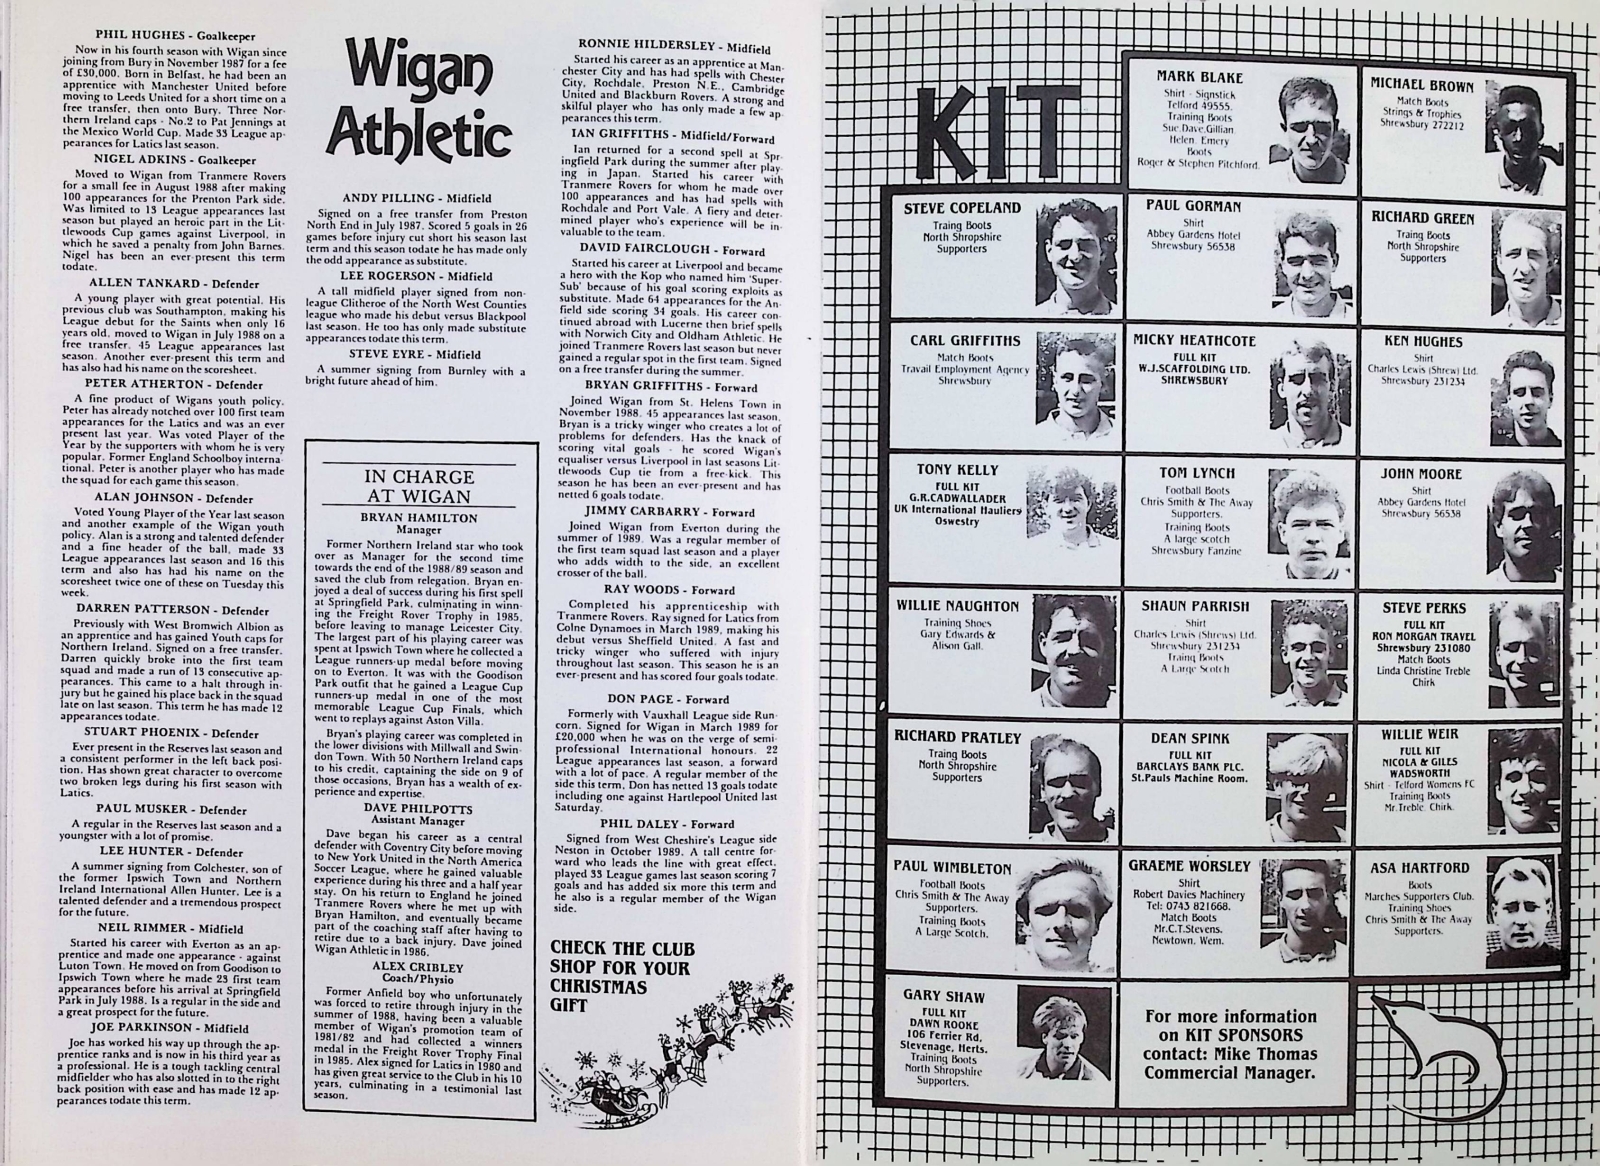 PHIL HUGHES - Goalkeeper
Now in his fourth season with Wigan since
joining from Bury in November 1987 for a fee
of £30,000. Born in Belfast, he had been an
apprentice with Manchester United before
moving to Leeds United for a short time on a
free transfer, then onto Bury. Three Nor-
thern Ireland caps - No.2 to Pat Jennings at
the Mexico World Cup. Made 33 League ap-
pearances for Latics last season.
NIGEL ADKINS - Goalkeeper
Moved to Wigan from Tranmere Rovers
for a small fee in August 1988 after making
100 appearances for the Prenton Park side.
Was limited to 13 League appearances last
season but played an heroic part in the Lit-
tlewoods Cup games against Liverpool, in
which he saved a penalty from John Barnes.
Nigel has been an ever-present this term
todate.
ALLEN TANKARD - Defender
A young player with great potential. His
previous club was Southampton, making his
League debut for the Saints when only 16
years old, moved to Wigan in July 1988 on a
free transfer. 45 League appearances last
season. Another ever-present this term and
has also had his name on the scoresheet.
PETER ATHERTON - Defender
A fine product of Wigans youth policy.
Peter has already notched over 100 first team
appearances for the Latics and was an ever
present last year. Was voted Player of the
Year by the supporters with whom he is very
popular. Former England Schoolboy interna-
tional. Peter is another player who has made
the squad for each game this season.
ALAN JOHNSON - Defender
Voted Young Player of the Year last season
and another example of the Wigan youth
policy. Alan is a strong and talented defender
and a fine header of the ball, made 33
League appearances last season and 16 this
term and also has had his name on the
scoresheet twice one of these on Tuesday this
week.
DARREN PATTERSON - Defender
Previously with West Bromwich Albion as
an apprentice and has gained Youth caps for
Northern Ireland. Signed on a free transfer.
Darren quickly broke into the first team
squad and made a run of 13 consecutive ap-
pearances. This came to a halt through in-
jury but he gained his place back in the squad
late on last season. This term he has made 12
appearances todate.
STUART PHOENIX - Defender
Ever present in the Reserves last season and
a consistent performer in the left back posi-
tion. Has shown great character to overcome
two broken legs during his first season with
Latics.
PAUL MUSKER - Defender
A regular in the Reserves last season and a
youngster with a lot of promise.
LEE HUNTER - Defender
A summer signing from Colchester, son of
the former Ipswich Town and Northern
Ireland International Allen Hunter. Lee is a
talented defender and a tremendous prospect
for the future.
NEIL RIMMER - Midfield
Started his career with Everton as an ap-
prentice and made one appearance - against
Luton Town. He moved on from Goodison to
Ipswich Town where he made 23 first team
appearances before his arrival at Springfield
Park in July 1988. Is a regular in the side and
a great prospect for the future.
JOE PARKINSON - Midfield
Joe has worked his way up through the ap-
prentice ranks and is now in his third year as
a professional. He is a tough tackling central
midfielder who has also slotted in to the right
back position with ease and has made 12 ap-
pearances todate this term.
Wigan
Athletic
ANDY PILLING - Midfield
Signed on a free transfer from Preston
North End in July 1987. Scored 5 goals in 26
games before injury cut short his season last
term and this season todate he has made only
the odd appearance as substitute.
LEE ROGERSON - Midfield
A tall midfield player signed from non-
league Clitheroe of the North West Counties
league who made his debut versus Blackpool
last season. He too has only made substitute
appearances todate this term.
STEVE EYRE - Midfield
A summer signing from Burnley with a
bright future ahead of him.
IN CHARGE
AT WIGAN
BRYAN HAMILTON
Manager
Former Northern Ireland star who took
over as Manager for the second time
towards the end of the 1988/89 season and
saved the club from relegation. Bryan en-
joyed a deal of success during his first spell
at Springfield Park, culminating in winn-
ing the Freight Rover Trophy in 1985,
before leaving to manage Leicester City.
The largest part of his playing career was
spent at Ipswich Town where he collected a
League runners-up medal before moving
on to Everton. It was with the Goodison
Park outfit that he gained a League Cup
runners-up medal in one of the most
memorable League Cup Finals, which
went to replays against Aston Villa.
Bryan's playing career was completed in
the lower divisions with Millwall and Swin-
don Town. With 50 Northern Ireland caps
to his credit, captaining the side on 9 of
those occasions, Bryan has a wealth of ex-
perience and expertise.
DAVE PHILPOTTS
Assistant Manager
Dave began his career as a central
defender with Coventry City before moving
to New York United in the North America
Soccer League, where he gained valuable
experience during his three and a half year
stay. On his return to England he joined
Tranmere Rovers where he met up with
Bryan Hamilton, and eventually became
part of the coaching staff after having to
retire due to a back injury. Dave joined
Wigan Athletic in 1986.
ALEX CRIBLEY
Coach/Physio
Former Anfield boy who unfortunately
was forced to retire through injury in the
summer of 1988, having been a valuable
member of Wigan's promotion team of
1981/82 and had collected a winners
medal in the Freight Rover Trophy Final
in 1985. Alex signed for Latics in 1980 and
has given great service to the Club in his 10
years, culminating in a testimonial last
season.
RONNIE HILDERSLEY - Midfield
Started his career as an apprentice at Man-
chester City and has had spells with Chester
City, Rochdale, Preston N.E., Cambridge
United and Blackburn Rovers. A strong and
skilful player who has only made a few ap-
pearances this term.
IAN GRIFFITHS - Midfield/Forward
Ian returned for a second spell at Spr-
ingfield Park during the summer after play-
ing in Japan. Started his career with
Tranmere Rovers for whom he made over
100 appearances and has had spells with
Rochdale and Port Vale. A fiery and deter-
mined player who's experience will be in-
valuable to the team.
DAVID FAIRCLOUGH - Forward
Started his career at Liverpool and became
a hero with the Kop who named him 'Super-
Sub' because of his goal scoring exploits as
substitute. Made 64 appearances for the An-
field side scoring 34 goals. His career con-
tinued abroad with Lucerne then brief spells
with Norwich City and Oldham Athletic. He
joined Tranmere Rovers last season but never
gained a regular spot in the first team. Signed
on a free transfer during the summer.
BRYAN GRIFFITHS - Forward
Joined Wigan from St. Helens Town in
November 1988. 45 appearances last season.
Bryan is a tricky winger who creates a lot of
problems for defenders. Has the knack of
scoring vital goals - he scored Wigan's
equaliser versus Liverpool in last seasons Lit-
tlewoods Cup tie from a free-kick. This
season he has been an ever-present and has
netted 6 goals todate.
JIMMY CARBARRY - Forward
Joined Wigan from Everton during the
summer of 1989. Was a regular member of
the first team squad last season and a player
who adds width to the side, an excellent
crosser of the ball.
RAY WOODS - Forward
Completed his apprenticeship with
Tranmere Rovers. Ray signed for Latics from
Colne Dynamoes in March 1989, making his
debut versus Sheffield United. A fast and
tricky winger who suffered with injury
throughout last season. This season he is an
ever-present and has scored four goals todate.
DON PAGE - Forward
Formerly with Vauxhall League side Run-
corn. Signed for Wigan in March 1989 for
£20,000 when he was on the verge of semi-
professional International honours. 22
League appearances last season, a forward
with a lot of pace. A regular member of the
side this term, Don has netted 13 goals todate
including one against Hartlepool United last
Saturday.
PHIL DALEY - Forward
Signed from West Cheshire's League side
Neston in October 1989. A tall centre for-
ward who leads the line with great effect,
played 33 League games last season scoring 7
goals and has added six more this term and
he also is a regular member of the Wigan
side.
CHECK THE CLUB
SHOP FOR YOUR
CHRISTMAS
GIFT
KIT
MARK BLAKE
Shirt - Signstick
Telford 49555.
Training Boots
Sue, Dave, Gillian,
Helen, Emery
Boots
Roger & Stephen Pitchford.
MICHAEL BROWN
Match Boots
Strings & Trophies
Shrewsbury 272212
STEVE COPELAND
Traing Boots
North Shropshire
Supporters
PAUL GORMAN
Shirt
Abbey Gardens Hotel
Shrewsbury 56538
RICHARD GREEN
Traing Boots
North Shropshire
Supporters
CARL GRIFFITHS
Match Boots
Travail Employment Agency
Shrewsbury
MICKY HEATHCOTE
FULL KIT
W.J.SCAFFOLDING LTD.
SHREWSBURY
KEN HUGHES
Shirt
Charles Lewis (Shrew) Ltd.
Shrewsbury 231234
TONY KELLY
FULL KIT
G.R.CADWALLADER
UK International Hauliers
Oswestry
TOM LYNCH
Football Boots
Chris Smith & The Away
Supporters.
Training Boots
A large scotch
Shrewsbury Fanzine
JOHN MOORE
Shirt
Abbey Gardens Hotel
Shrewsbury 56538
WILLIE NAUGHTON
Training Shoes
Gary Edwards &
Alison Gall.
SHAUN PARRISH
Shirt
Charles Lewis (Shrews) Ltd.
Shrewsbury 231234
Traing Boots
A Large Scotch
STEVE PERKS
FULL KIT
RON MORGAN TRAVEL
Shrewsbury 231080
Match Boots
Linda Christine Treble
Chirk
RICHARD PRATLEY
Traing Boots
North Shropshire
Supporters
DEAN SPINK
FULL KIT
BARCLAYS BANK PLC.
St.Pauls Machine Room.
WILLIE WEIR
FULL KIT
NICOLA & GILES
WADSWORTH
Shirt - Telford Womens FC
Training Boots
Mr.Treble. Chirk.
PAUL WIMBLETON
Football Boots
Chris Smith & The Away
Supporters.
Training Boots
A Large Scotch.
GRAEME WORSLEY
Shirt
Robert Davies Machinery
Tel: 0743 821668.
Match Boots
Mr.C.T.Stevens.
Newtown, Wem.
ASA HARTFORD
Boots
Marches Supporters Club.
Training Shoes
Chris Smith & The Away
Supporters.
GARY SHAW
FULL KIT
DAWN ROOKE
106 Ferrier Rd,
Stevenage, Herts.
Training Boots
North Shropshire
Supporters.
For more information
on KIT SPONSORS
contact: Mike Thomas
Commercial Manager.